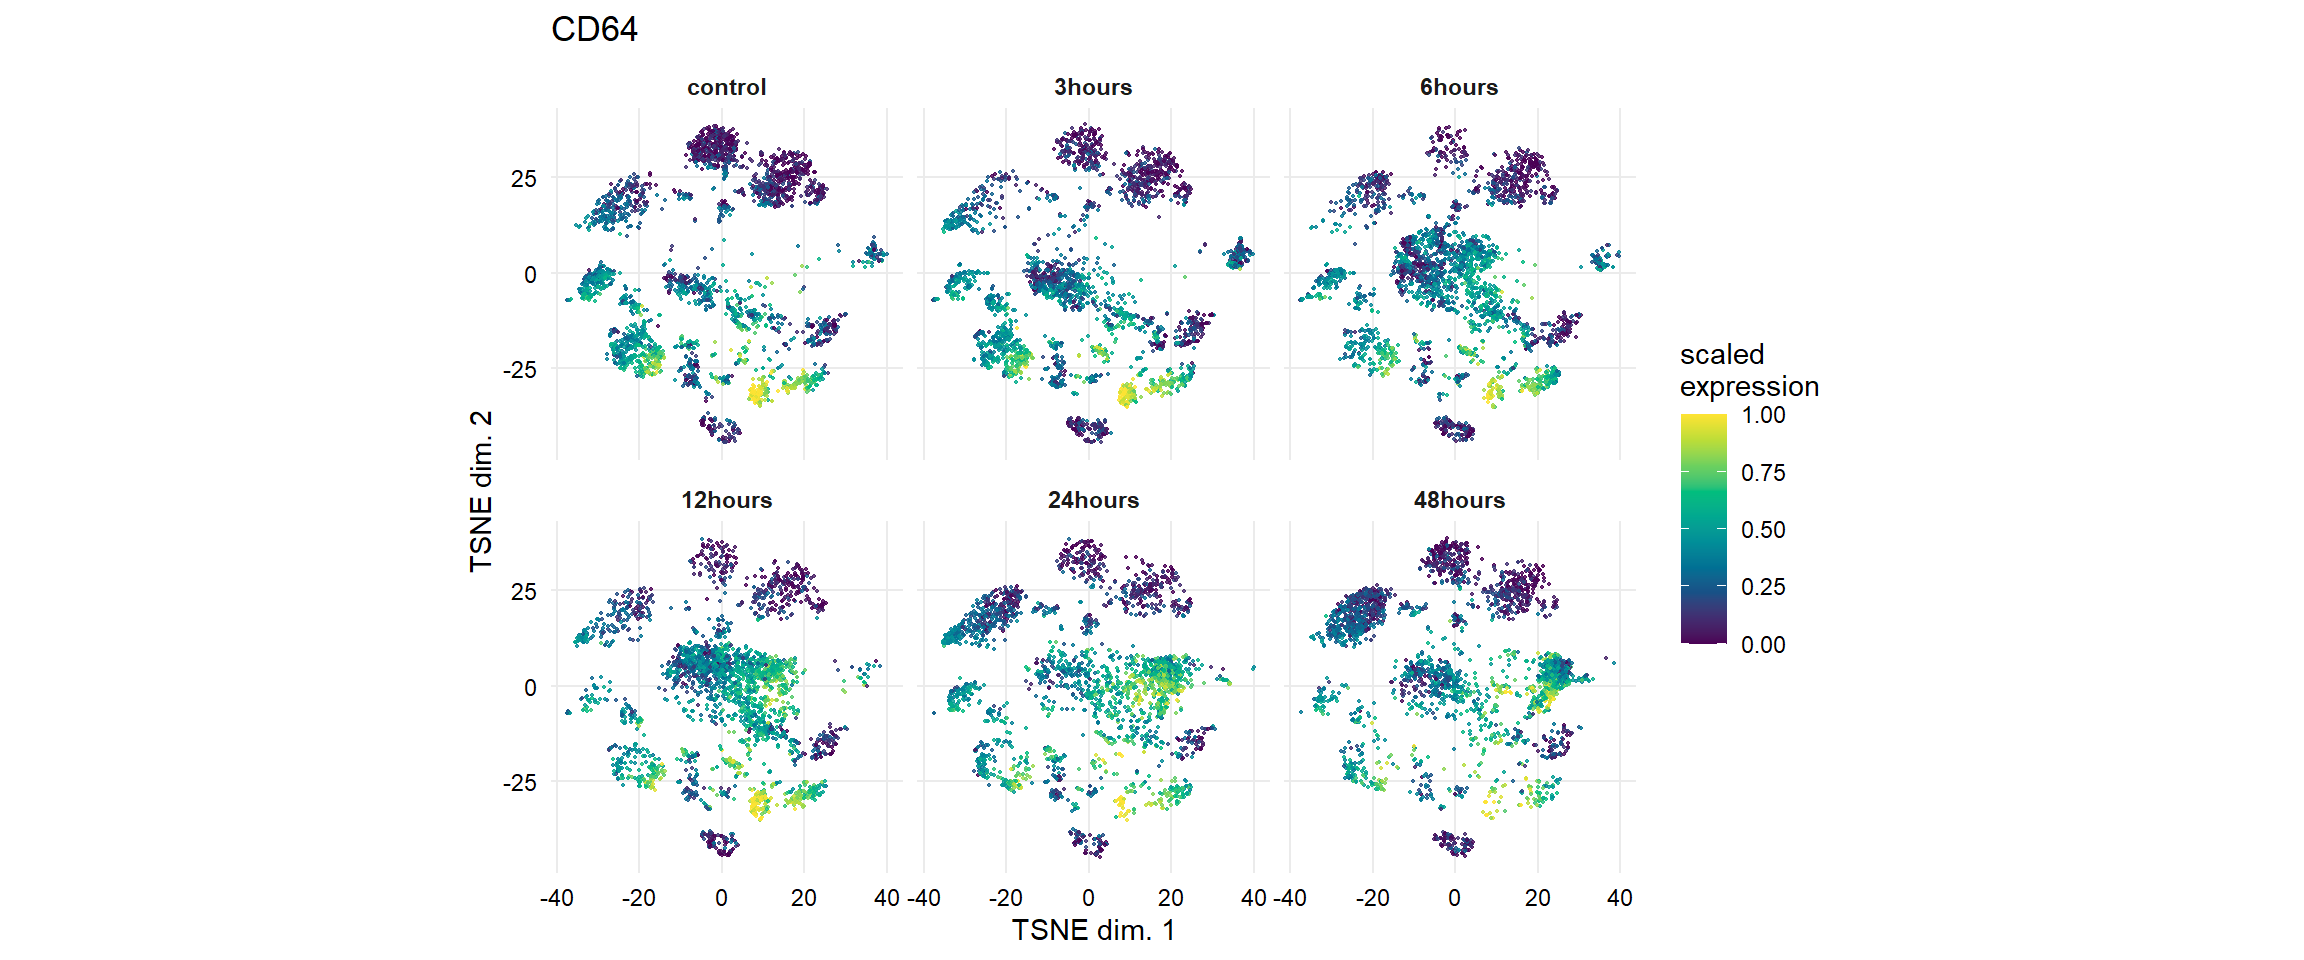 CD64
control 3hours 6hours
25
0
-25
12hours 24hours 48hours
25
0
-25
-40 -20 0 20 40 -40 -20 0 20 40 -40 -20 0 20 40
TSNE dim. 1
TSNE dim. 2
scaled
expression
1.00
0.75
0.50
0.25
0.00